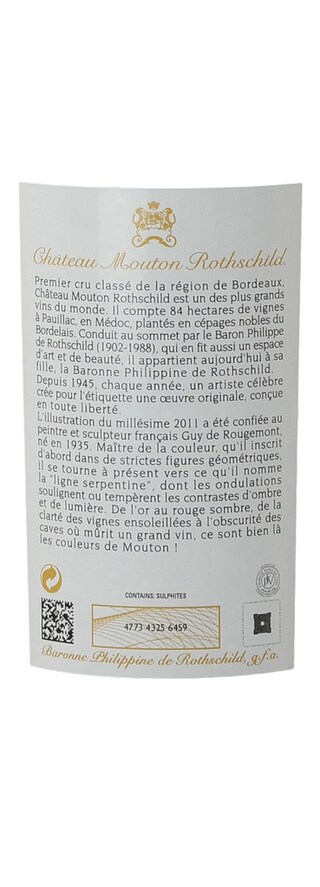 Château Mouton Rothschild
Premier cru classé de la région de Bordeaux,
Château Mouton Rothschild est un des plus grands
vins du monde. Il compte 84 hectares de vignes
à Pauillac, en Médoc, plantés en cépages nobles du
Bordelais. Conduit au sommet par le Baron Philippe
de Rothschild (1902-1988), qui en fit aussi un espace
d'art et de beauté, il appartient aujourd'hui à sa
fille, la Baronne Philippine de Rothschild.
Depuis 1945, chaque année, un artiste célèbre
crée pour l'étiquette une œuvre originale, conçue
en toute liberté.
L'illustration du millésime 2011 a été confiée au
peintre et sculpteur français Guy de Rougemont,
né en 1935. Maître de la couleur, qu'il inscrit
d'abord dans de strictes figures géométriques,
il se tourne à présent vers ce qu'il nomme
la "ligne serpentine", dont les ondulations
soulignent ou tempèrent les contrastes d'ombre
et de lumière. De l'or au rouge sombre, de la
clarté des vignes ensoleillées à l'obscurité des
caves où mûrit un grand vin, ce sont bien là
les couleurs de Mouton !
CONTAINS: SULPHITES
4773 4325 6459
Baronne Philippine de Rothschild, g.f.a.